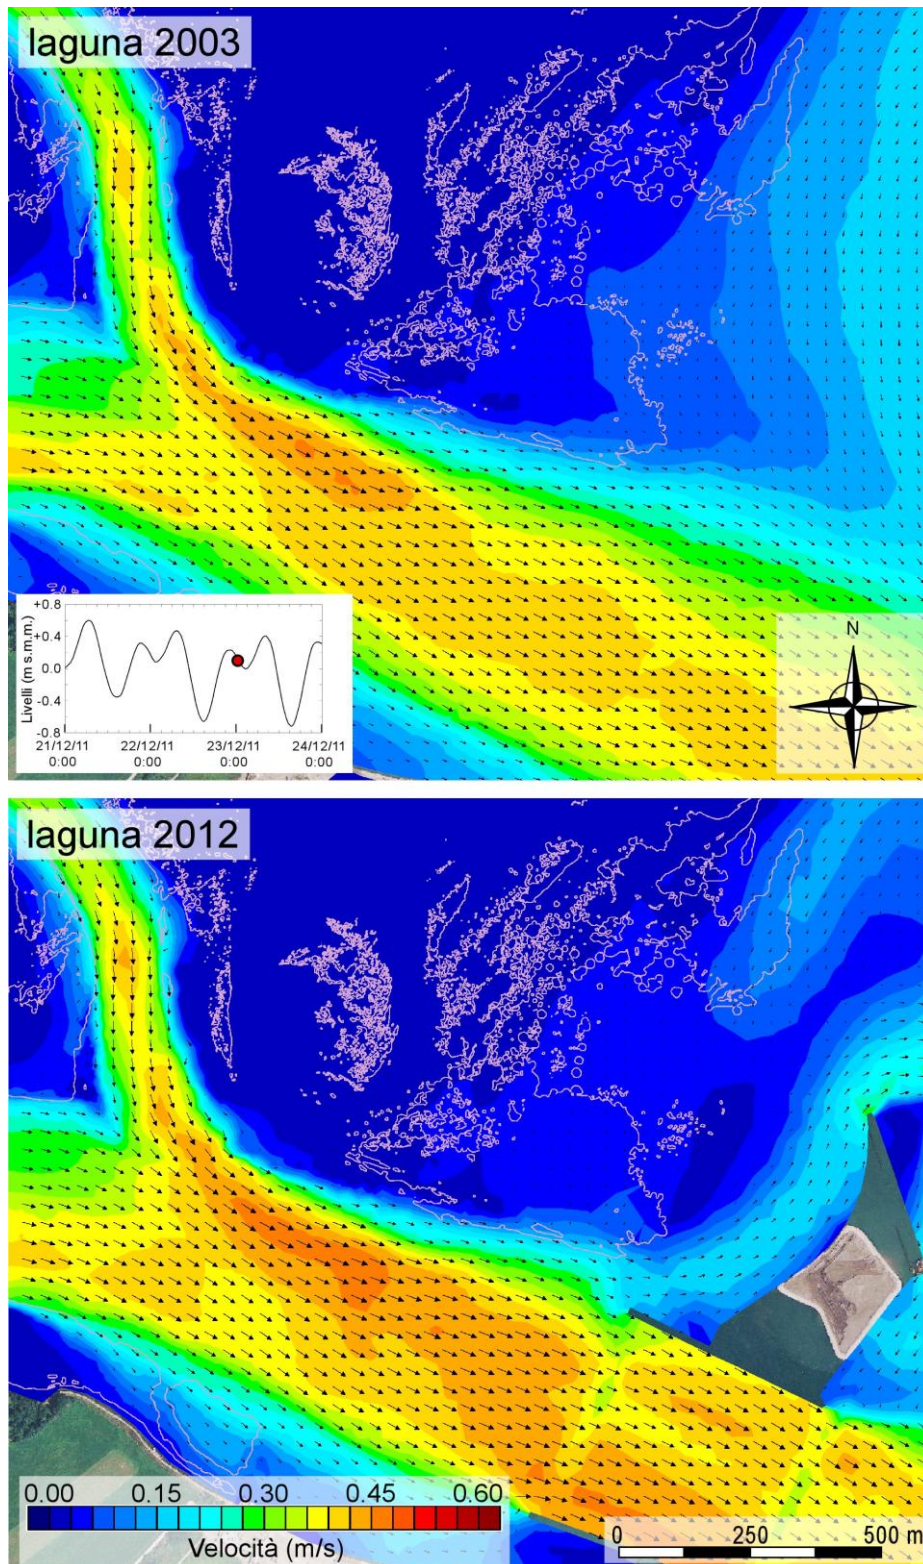 laguna 2003
+0.8
+0.4
0.0
-0.4
-0.8
Livelli (m s.m.m.)
21/12/11 22/12/11 23/12/11 24/12/11
0:00 0:00 0:00 0:00
N
laguna 2012
0.00 0.15 0.30 0.45 0.60
Velocità (m/s)
0 250 500 m